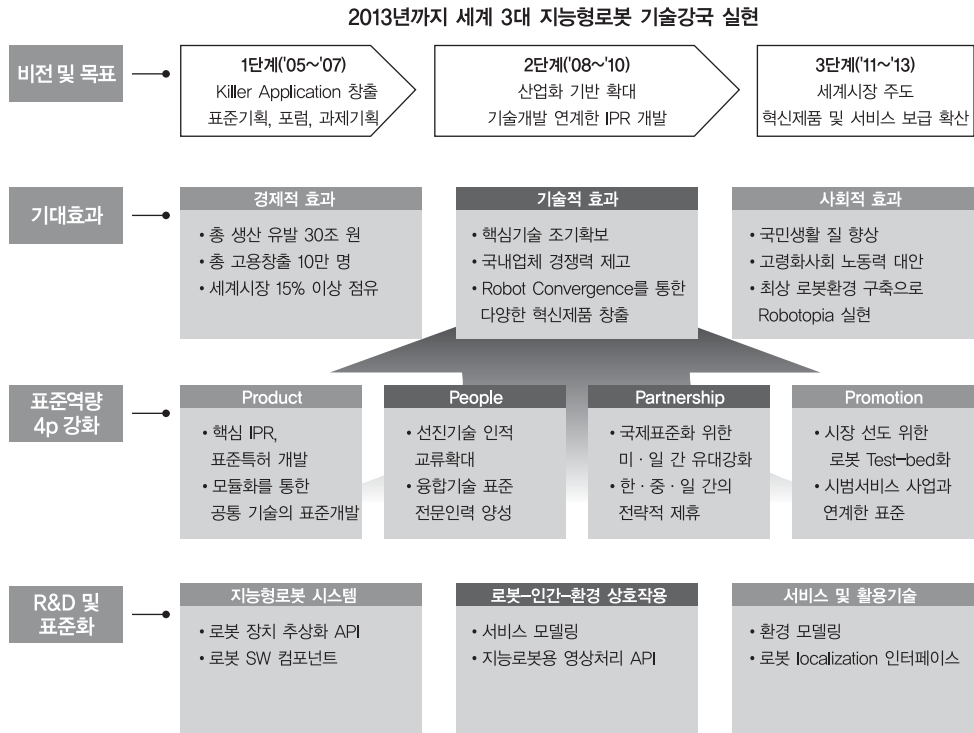 2013년까지 세계 3대 지능형로봇 기술강국 실현
비전 및 목표
1단계('05~'07)
Killer Application 창출
표준기획, 포럼, 과제기획
2단계('08~'10)
산업화 기반 확대
기술개발 연계한 IPR 개발
3단계('11~'13)
세계시장 주도
혁신제품 및 서비스 보급 확산
기대효과
경제적 효과
• 총 생산 유발 30조 원
• 총 고용창출 10만 명
• 세계시장 15% 이상 점유
기술적 효과
• 핵심기술 조기확보
• 국내업체 경쟁력 제고
• Robot Convergence를 통한
다양한 혁신제품 창출
사회적 효과
• 국민생활 질 향상
• 고령화사회 노동력 대안
• 최상 로봇환경 구축으로
Robotopia 실현
표준역량
4p 강화
Product
• 핵심 IPR,
표준특허 개발
• 모듈화를 통한
공통 기술의 표준개발
People
• 선진기술 인적
교류확대
• 융합기술 표준
전문인력 양성
Partnership
• 국제표준화 위한
미·일 간 유대강화
• 한·중·일 간의
전략적 제휴
Promotion
• 시장 선도 위한
로봇 Test-bed화
• 시범서비스 사업과
연계한 표준
R&D 및
표준화
지능형로봇 시스템
• 로봇 장치 추상화 API
• 로봇 SW 컴포넌트
로봇-인간-환경 상호작용
• 서비스 모델링
• 지능로봇용 영상처리 API
서비스 및 활용기술
• 환경 모델링
• 로봇 localization 인터페이스